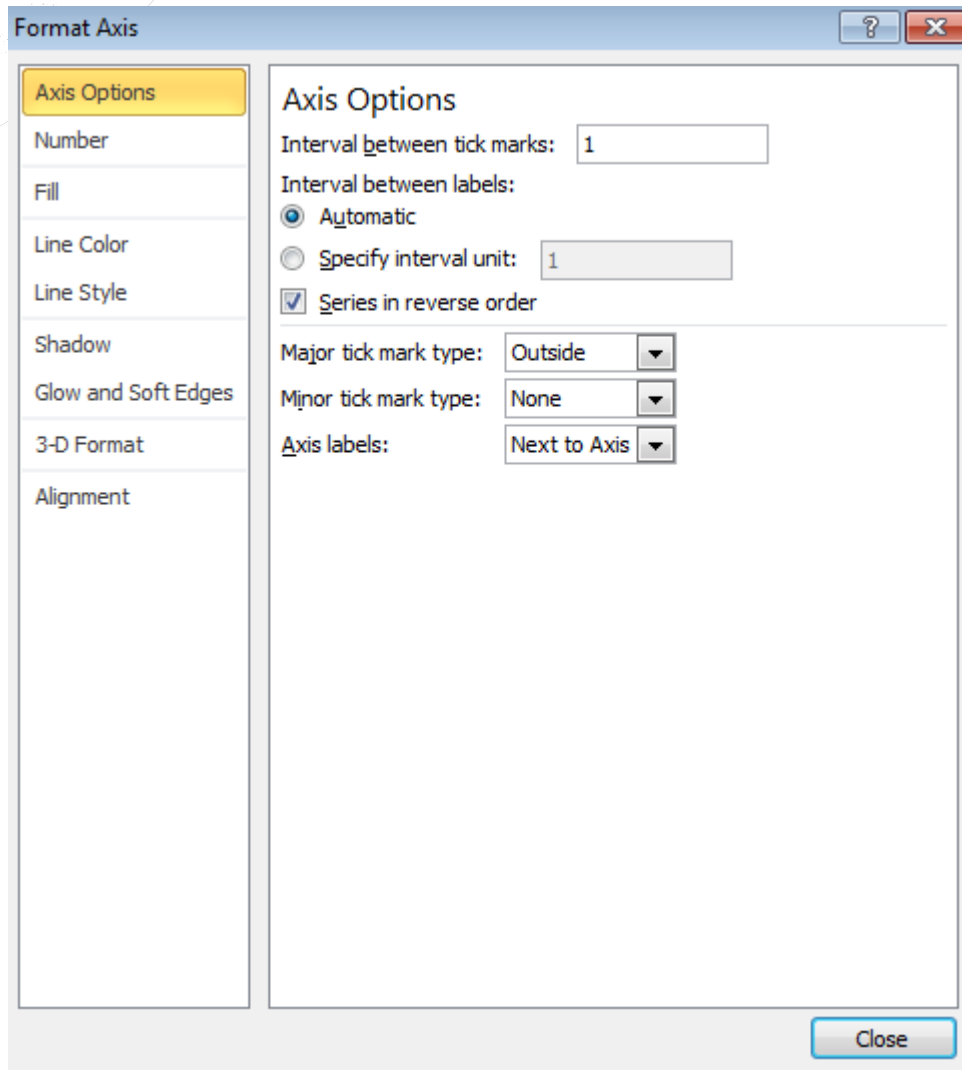 Format Axis
?
Axis Options
Number
Fill
Line Color
Line Style
Shadow
Glow and Soft Edges
3-D Format
Alignment
Axis Options
Interval between tick marks: 1
Interval between labels:
Automatic
Specify interval unit: 1
Series in reverse order
Major tick mark type: Outside
Minor tick mark type: None
Axis labels: Next to Axis
Close